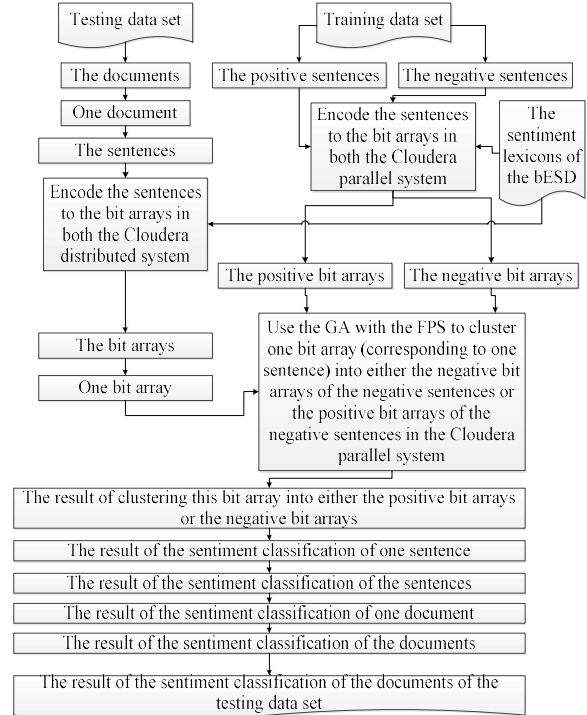 Testing data set
Training data set
The documents
The positive sentences
The negative sentences
One document
The sentences
Encode the sentences
to the bit arrays in
both the Cloudera
parallel system
The
sentiment
lexicons of
the bESD
Encode the sentences
to the bit arrays in
both the Cloudera
distributed system
The positive bit arrays
The negative bit arrays
The bit arrays
One bit array
Use the GA with the FPS to cluster
one bit array (corresponding to one
sentence) into either the negative bit
arrays of the negative sentences or
the positive bit arrays of the
negative sentences in the Cloudera
parallel system
The result of clustering this bit array into either the positive bit arrays
or the negative bit arrays
The result of the sentiment classification of one sentence
The result of the sentiment classification of the sentences
The result of the sentiment classification of one document
The result of the sentiment classification of the documents
The result of the sentiment classification of the documents of the
testing data set